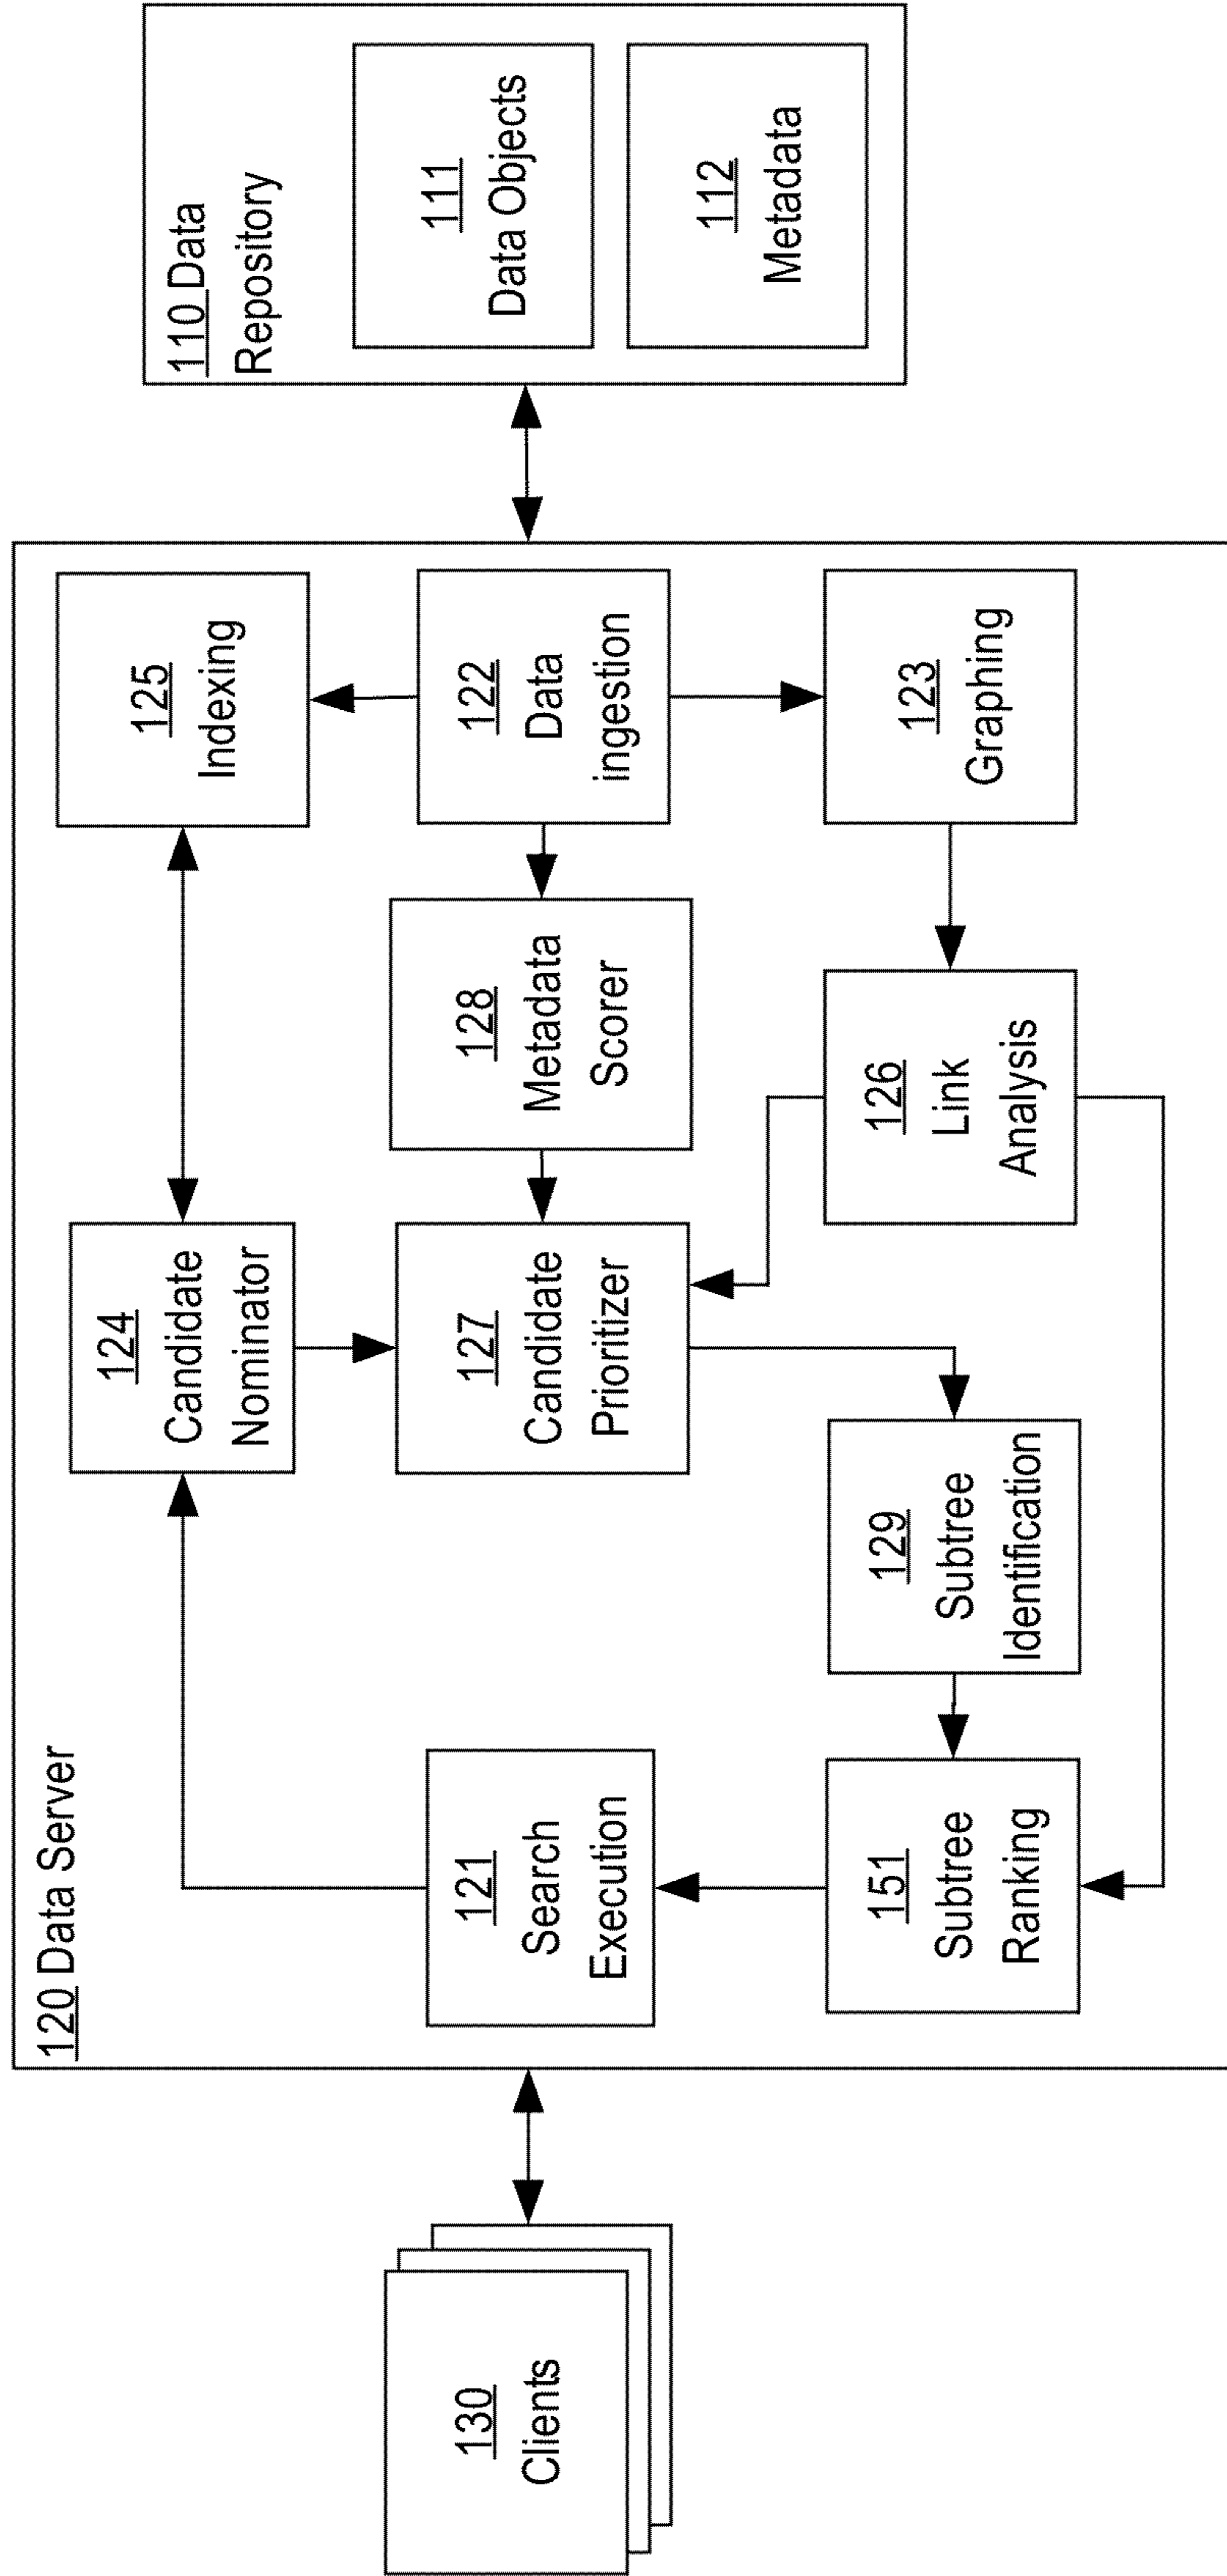 120 Data Server
130
Clients
121
Search
Execution
124
Candidate
Nominator
127
Candidate
Prioritizer
151
Subtree
Ranking
129
Subtree
Identification
128
Metadata
Scorer
126
Link
Analysis
125
Indexing
122
Data
ingestion
123
Graphing
110 Data
Repository
111
Data Objects
112
Metadata